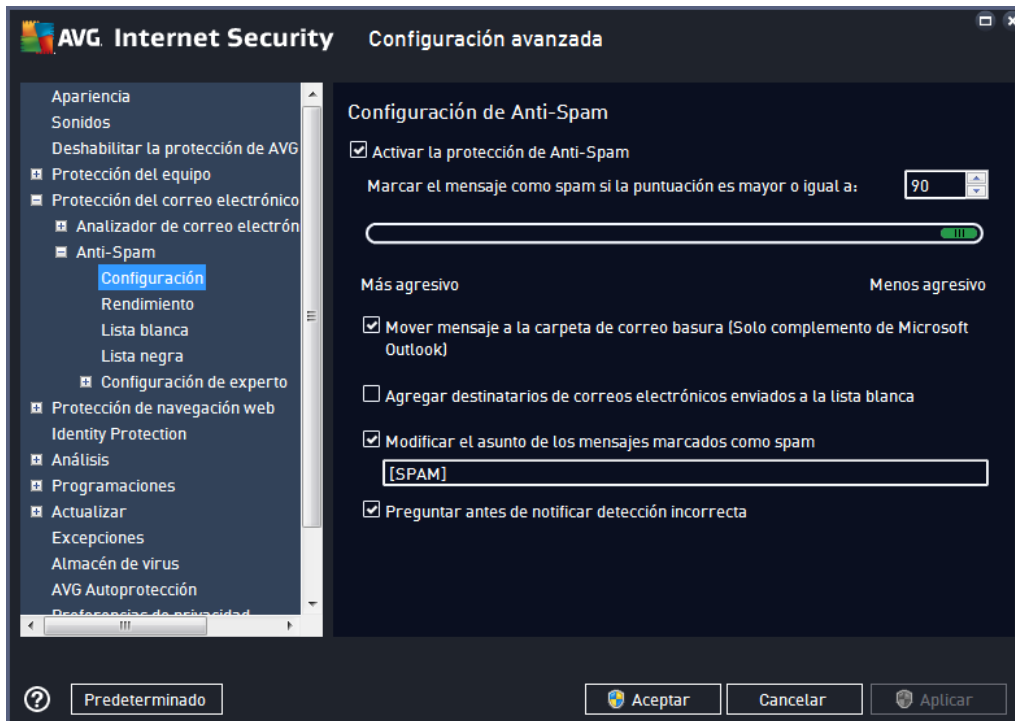 AVG. Internet Security
Configuración avanzada
Apariencia
Sonidos
Deshabilitar la protección de AVG
Protección del equipo
Protección del correo electrónico
Analizador de correo electrón
Anti-Spam
Configuración
Rendimiento
Lista blanca
Lista negra
Configuración de experto
Protección de navegación web
Identity Protection
Análisis
Programaciones
Actualizar
Excepciones
Almacén de virus
AVG Autoprotección
Preferencias de privacidad
Configuración de Anti-Spam
Activar la protección de Anti-Spam
Marcar el mensaje como spam si la puntuación es mayor o igual a:
90
Más agresivo
Menos agresivo
Mover mensaje a la carpeta de correo basura (Solo complemento de Microsoft
Outlook)
Agregar destinatarios de correos electrónicos enviados a la lista blanca
Modificar el asunto de los mensajes marcados como spam
[SPAM]
Preguntar antes de notificar detección incorrecta
?
Predeterminado
Aceptar
Cancelar
Aplicar